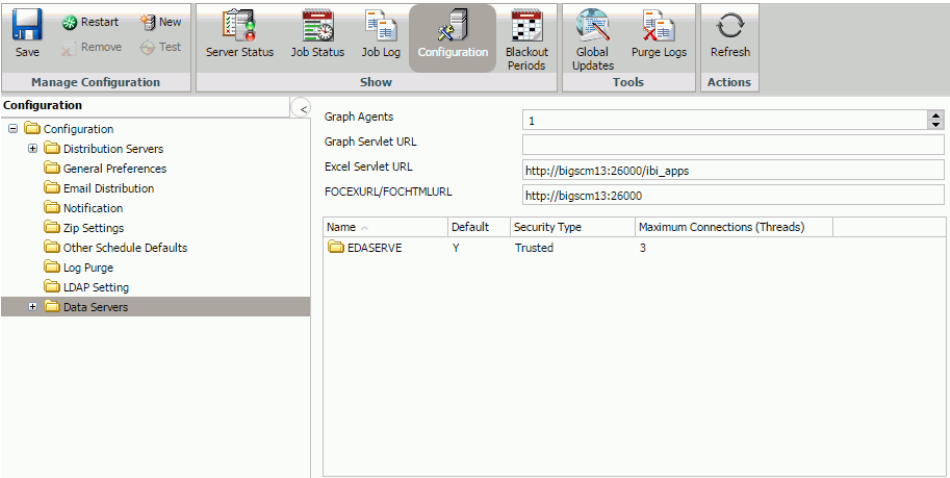 Save
Restart
New
Remove
Test
Manage Configuration
Server Status
Job Status
Job Log
Configuration
Blackout
Periods
Show
Global
Updates
Purge Logs
Tools
Refresh
Actions
Configuration
<
Configuration
Distribution Servers
General Preferences
Email Distribution
Notification
Zip Settings
Other Schedule Defaults
Log Purge
LDAP Setting
Data Servers
Graph Agents 1
Graph Servlet URL
Excel Servlet URL http://bigscm13:26000/ibi_apps
FOCEXURL/FOCHTMLURL http://bigscm13:26000
Name Default Security Type Maximum Connections (Threads)
EDASERVE Y Trusted 3